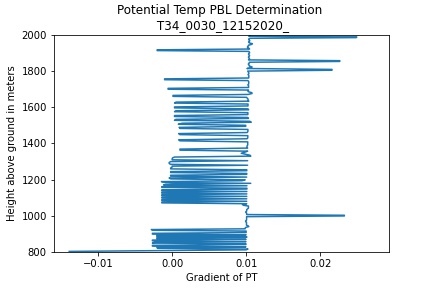 Potential Temp PBL Determination
T34_0030_12152020_
2000
1800
1600
1400
1200
1000
800
−0.01
0.00
0.01
0.02
Height above ground in meters
Gradient of PT